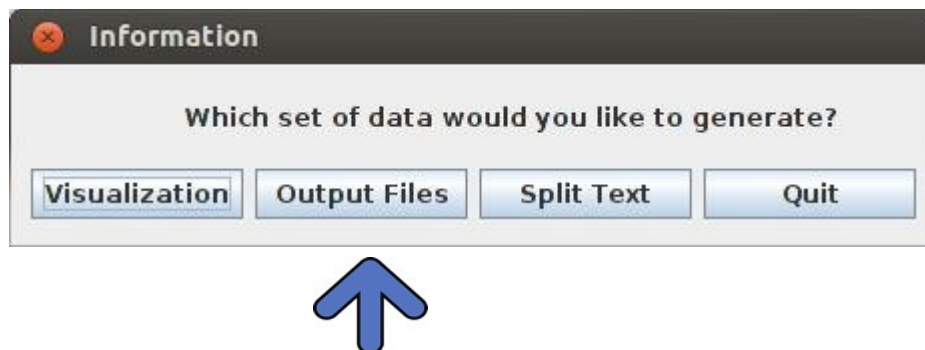 Information
Which set of data would you like to generate?
Visualization Output Files Split Text Quit